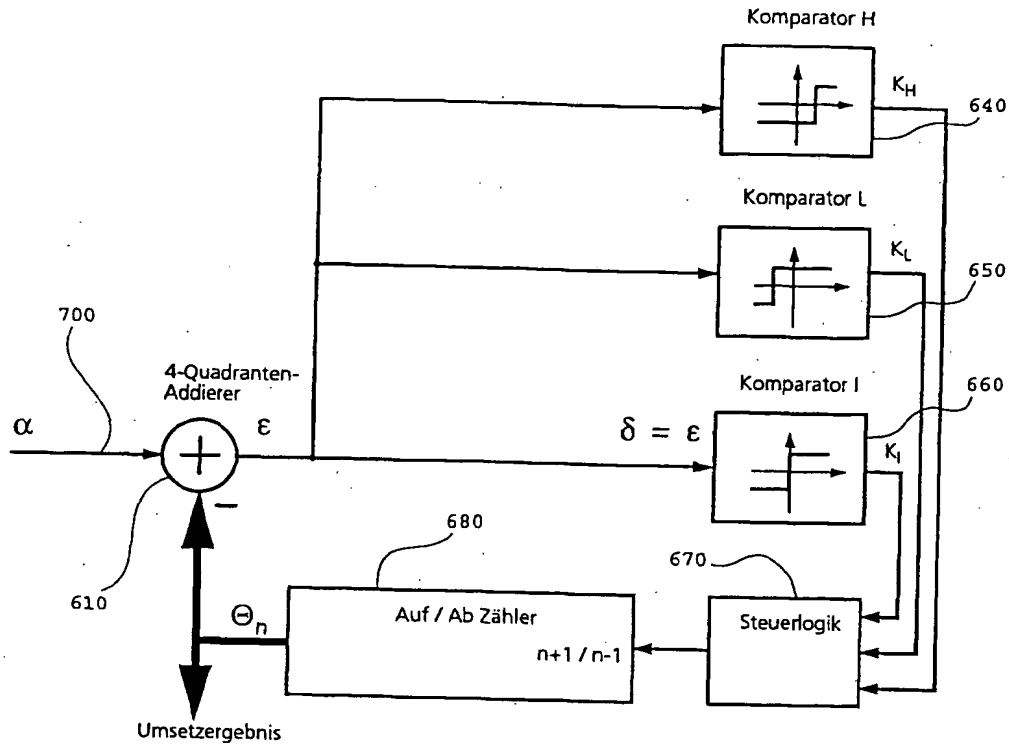 Komparator H
K_H
640
Komparator L
K_L
650
700
4-Quadranten-
Addierer
Komparator I
660
α
ε
δ = ε
K_I
+
−
610
680
670
Θ_n
Auf / Ab Zähler
n+1 / n-1
Steuerlogik
Umsetzergebnis